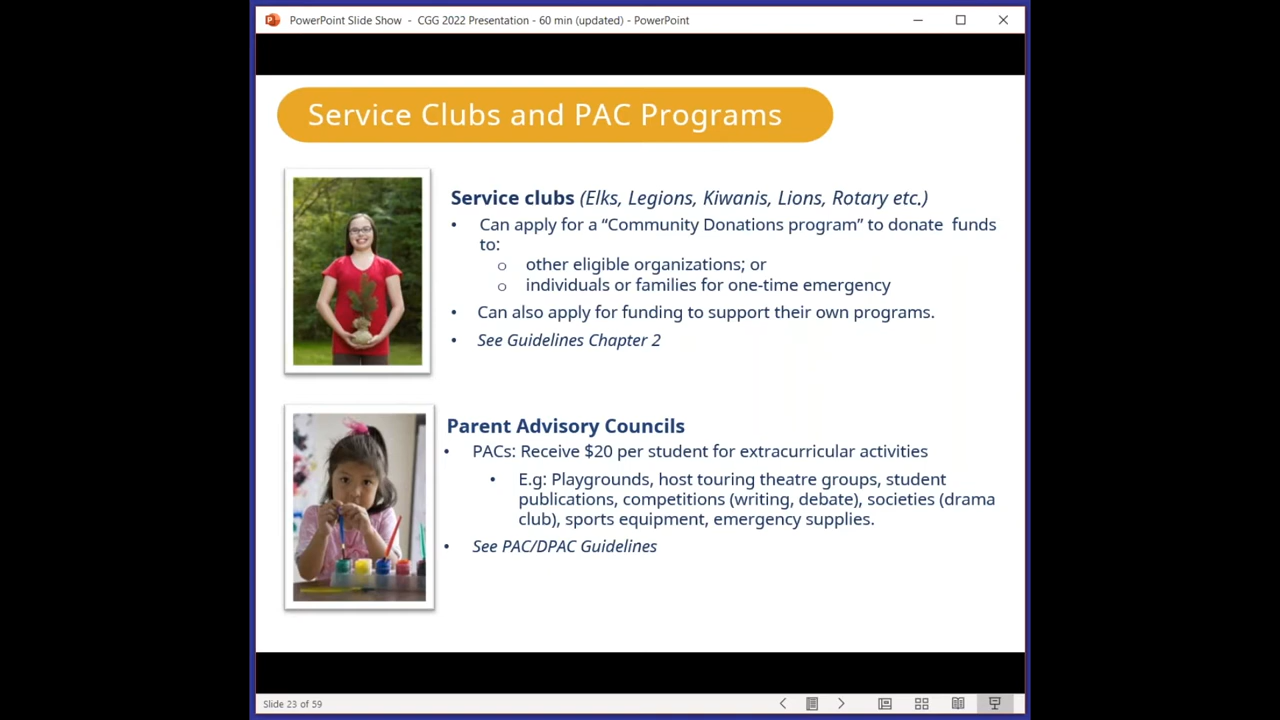 PowerPoint Slide Show - CGG 2022 Presentation - 60 min (updated) - PowerPoint
Service Clubs and PAC Programs
Service clubs (Elks, Legions, Kiwanis, Lions, Rotary etc.)
• Can apply for a “Community Donations program” to donate funds
to:
o other eligible organizations; or
o individuals or families for one-time emergency
• Can also apply for funding to support their own programs.
• See Guidelines Chapter 2
Parent Advisory Councils
• PACs: Receive $20 per student for extracurricular activities
• E.g: Playgrounds, host touring theatre groups, student
publications, competitions (writing, debate), societies (drama
club), sports equipment, emergency supplies.
• See PAC/DPAC Guidelines
Slide 23 of 59